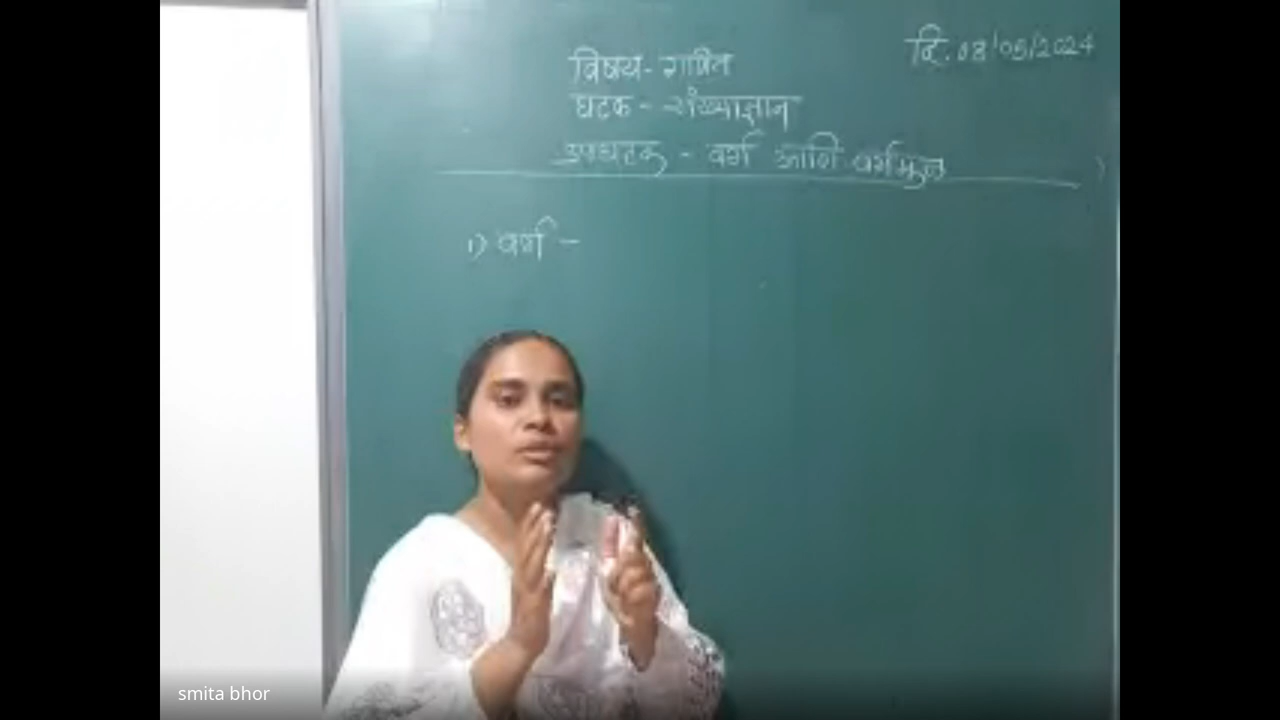 दि. 08/05/2024
विषय- गणित
घटक - संख्याज्ञान
उपघटक - वर्ग आणि वर्गमूळ
1) वर्ग -
smita bhor